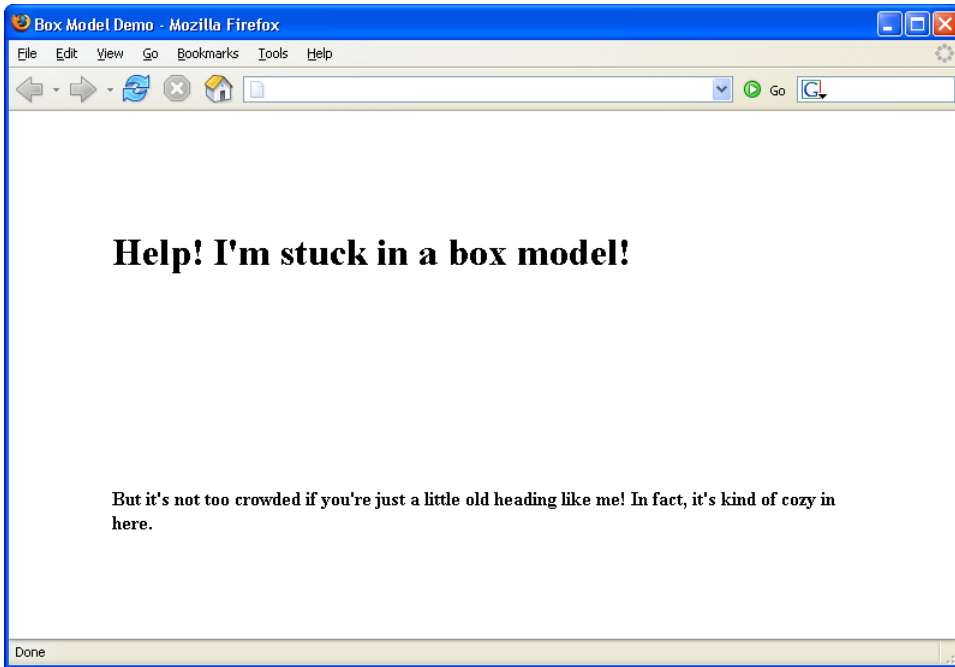 Box Model Demo - Mozilla Firefox
File Edit View Go Bookmarks Tools Help
Go G
Help! I'm stuck in a box model!
But it's not too crowded if you're just a little old heading like me! In fact, it's kind of cozy in
here.
Done